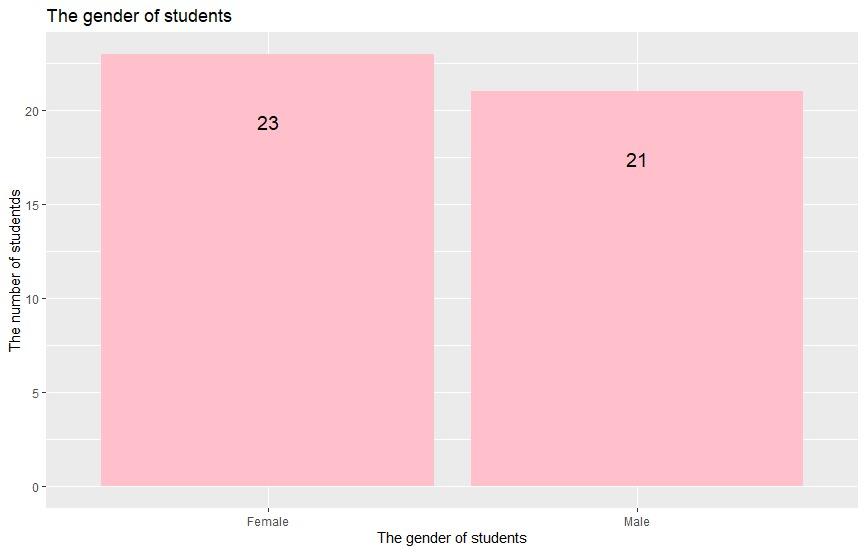 The gender of students
23
21
20
15
10
5
0
The number of studentds
Female
Male
The gender of students